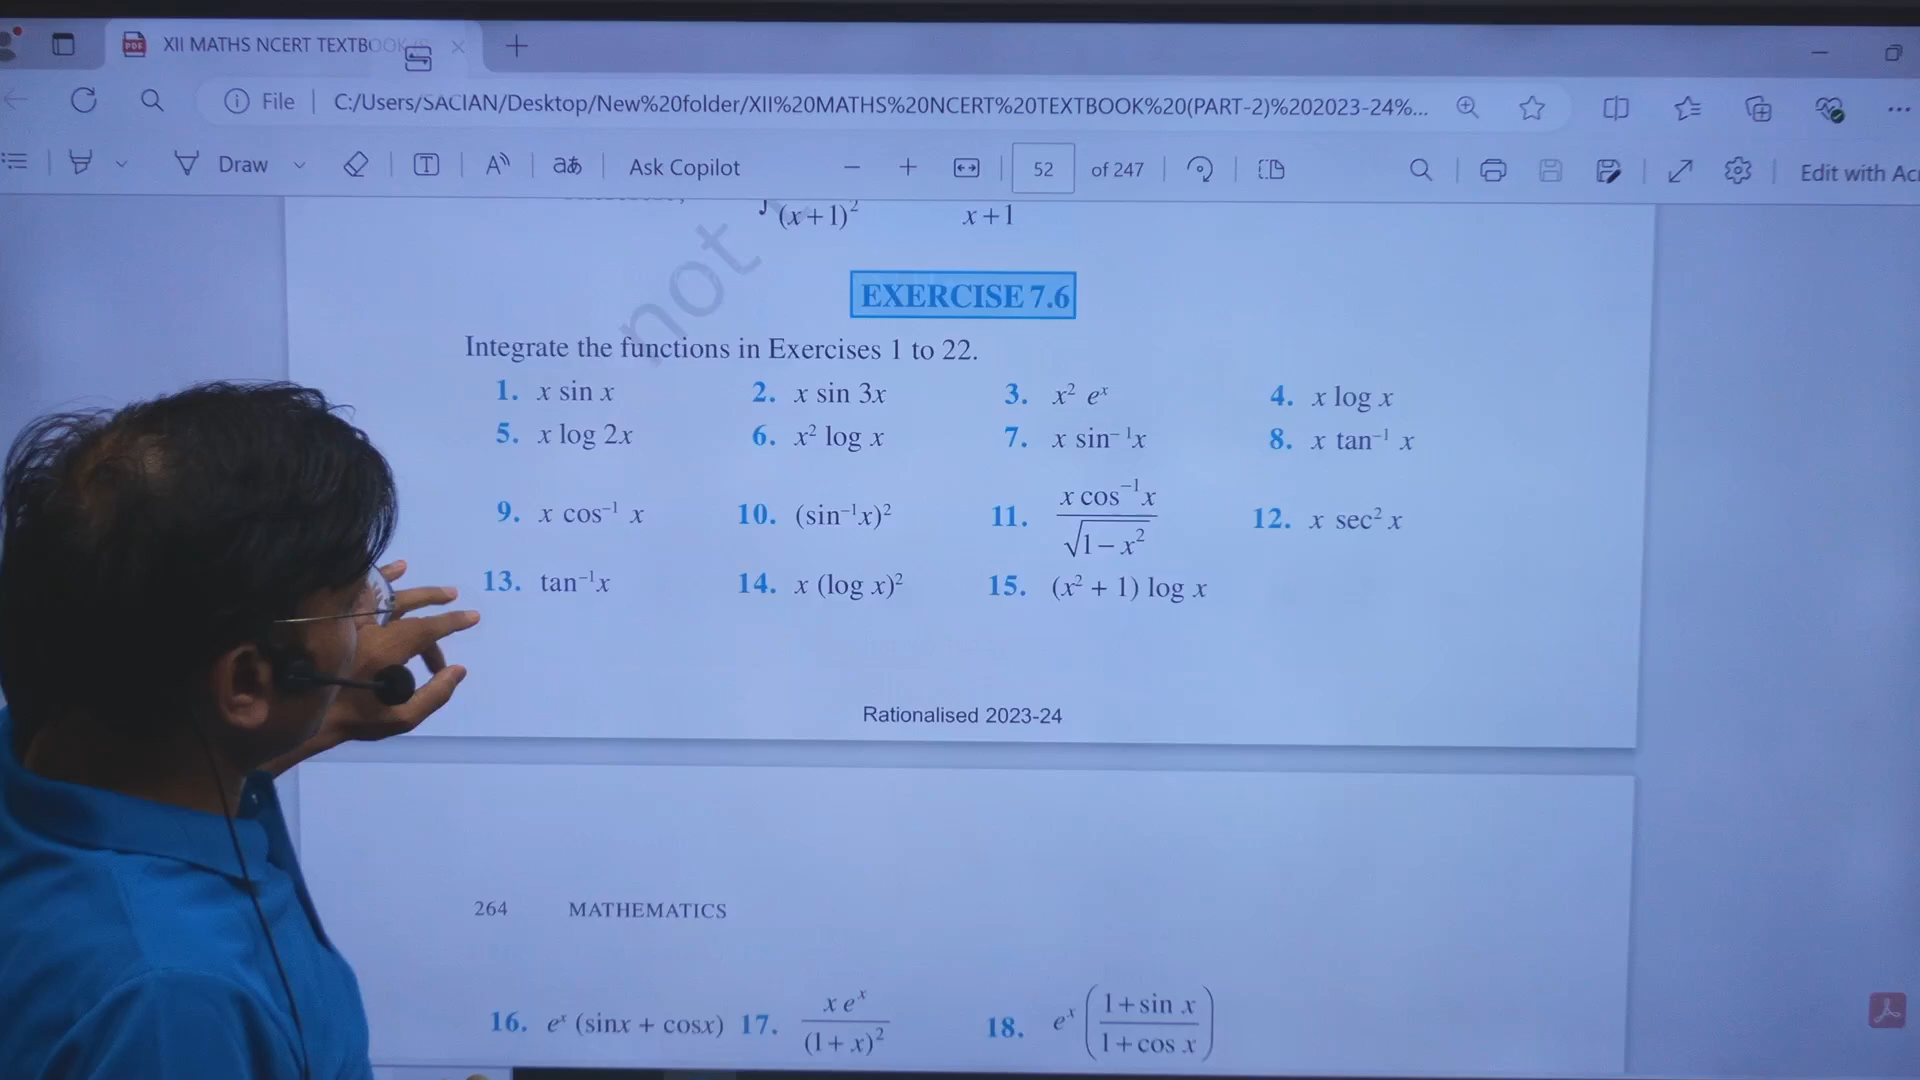 XII MATHS NCERT TEXTBOOK
File
C:/Users/SACIAN/Desktop/New%20folder/XII%20MATHS%20NCERT%20TEXTBOOK%20(PART-2)%202023-24%...
Draw
Ask Copilot
52 of 247
Edit with Acr
∫ (x+1)² x+1
not
EXERCISE 7.6
Integrate the functions in Exercises 1 to 22.
1. x sin x 2. x sin 3x 3. x² eˣ 4. x log x
5. x log 2x 6. x² log x 7. x sin⁻¹x 8. x tan⁻¹ x
9. x cos⁻¹ x 10. (sin⁻¹x)² 11. x cos⁻¹x / √(1−x²) 12. x sec² x
13. tan⁻¹x 14. x (log x)² 15. (x² + 1) log x
Rationalised 2023-24
264 MATHEMATICS
16. eˣ (sinx + cosx) 17. x eˣ / (1+x)² 18. eˣ ((1+sin x) / (1+cos x))